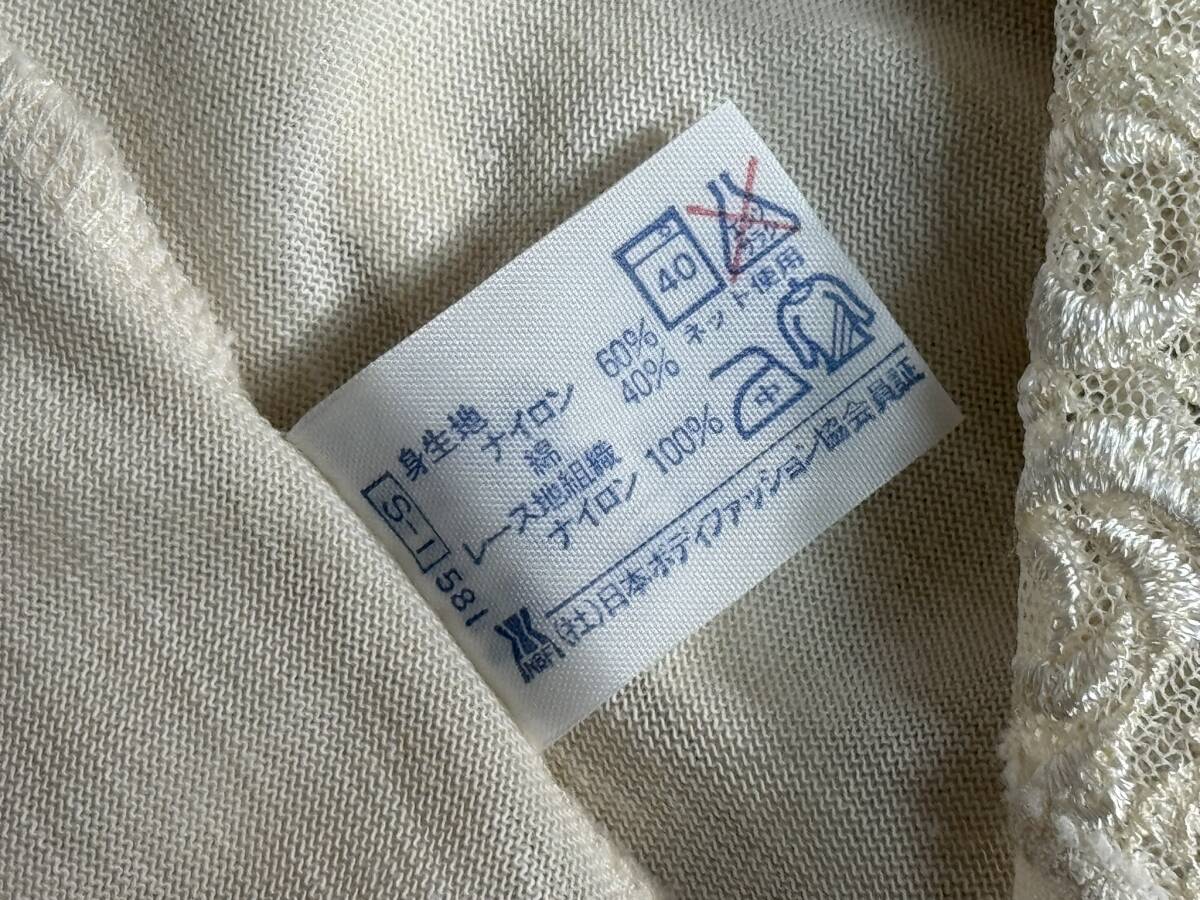 身生地
ナイロン 60%
綿 40%
レース地組織
ナイロン 100%
40
ネット使用
中
S-1 581
(社)日本ボディファッション協会会員証